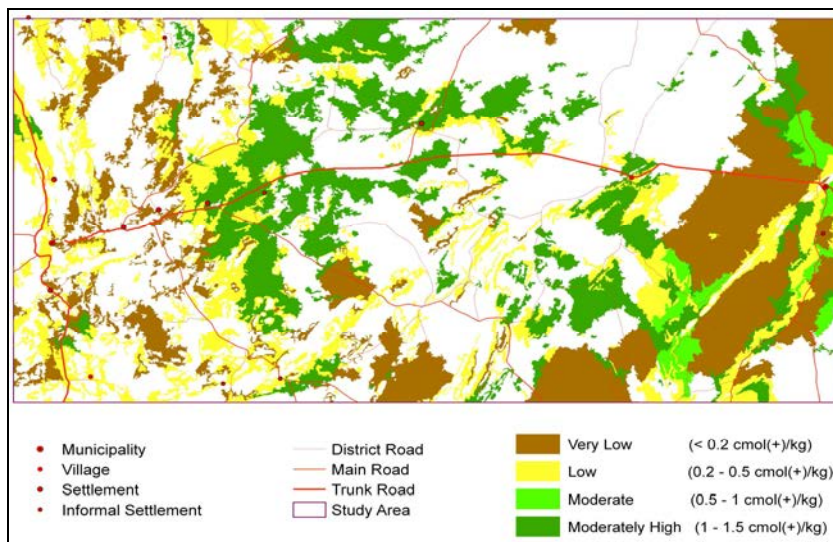 Municipality
Village
Settlement
Informal Settlement
District Road
Main Road
Trunk Road
Study Area
Very Low (< 0.2 cmol(+)/kg)
Low (0.2 - 0.5 cmol(+)/kg)
Moderate (0.5 - 1 cmol(+)/kg)
Moderately High (1 - 1.5 cmol(+)/kg)